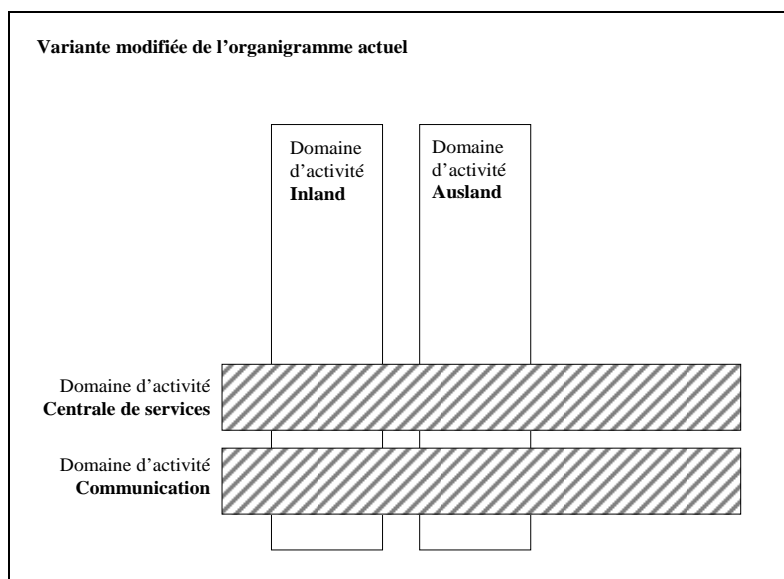 Variante modifiée de l’organigramme actuel
Domaine
d’activité
Inland
Domaine
d’activité
Ausland
Domaine d’activité
Centrale de services
Domaine d’activité
Communication